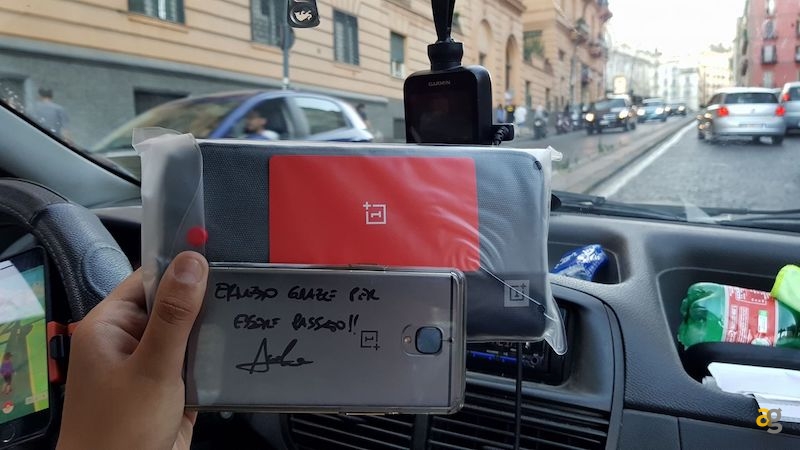 GARMIN
GRAZIE PER
ESSERE PASSATO!!
ag